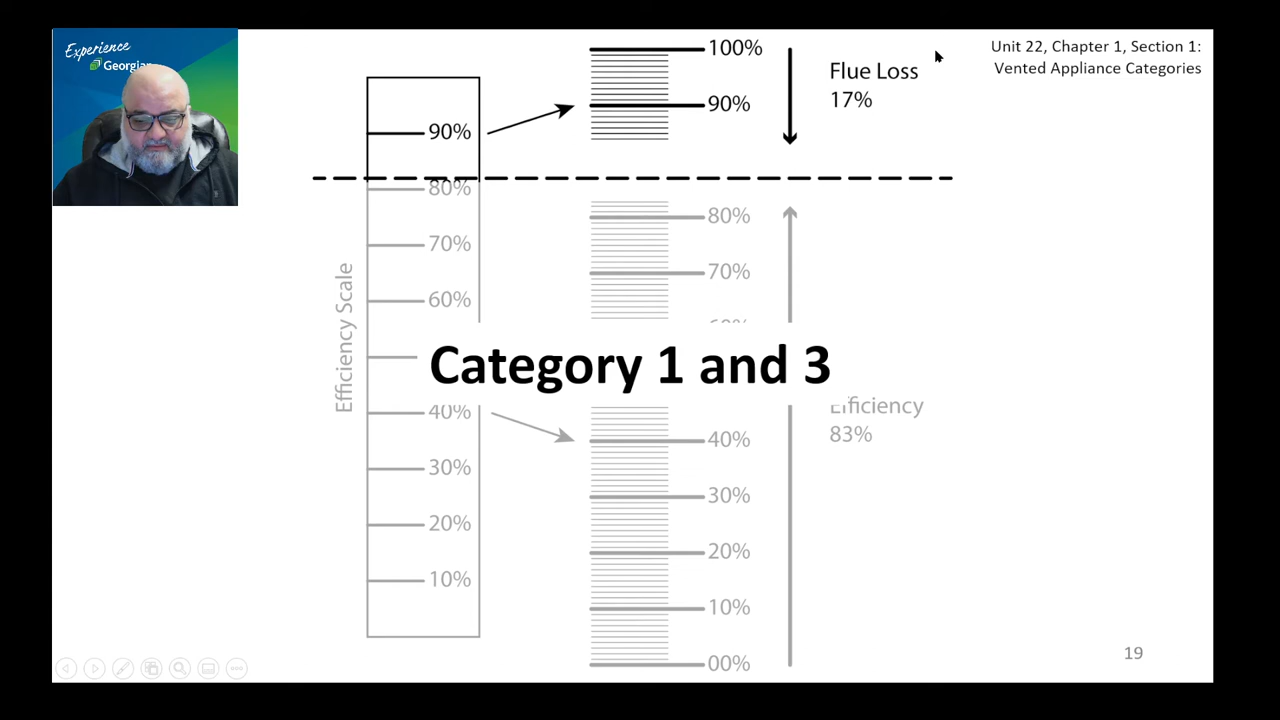 Experience
Georgian
Unit 22, Chapter 1, Section 1:
Vented Appliance Categories
100%
90%
Flue Loss
17%
90%
80%
70%
60%
40%
30%
20%
10%
Efficiency Scale
80%
70%
60%
Category 1 and 3
Efficiency
83%
40%
30%
20%
10%
00%
19